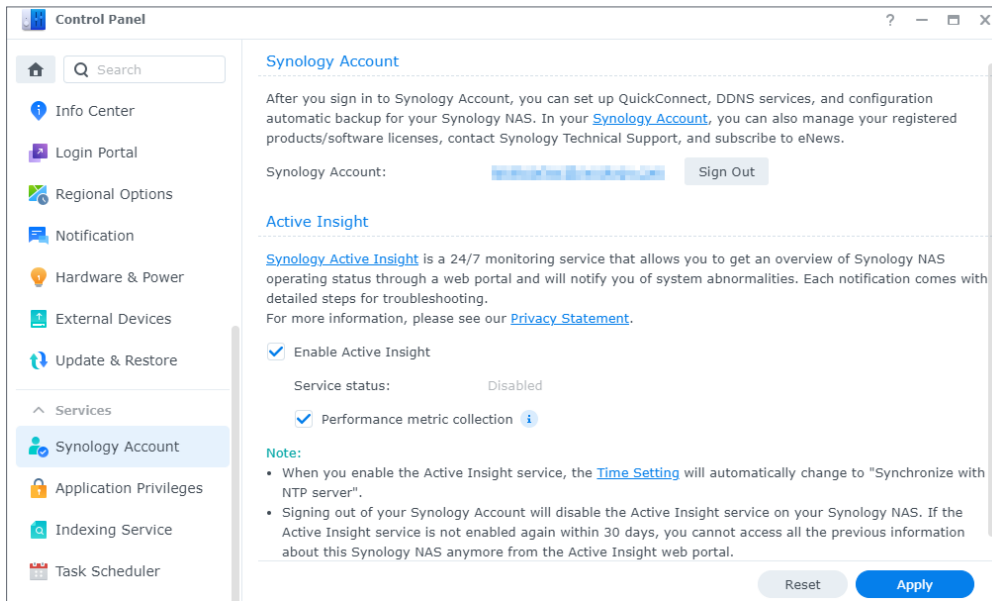 Control Panel
?
Search
Info Center
Login Portal
Regional Options
Notification
Hardware & Power
External Devices
Update & Restore
Services
Synology Account
Application Privileges
Indexing Service
Task Scheduler
Synology Account
After you sign in to Synology Account, you can set up QuickConnect, DDNS services, and configuration
automatic backup for your Synology NAS. In your Synology Account, you can also manage your registered
products/software licenses, contact Synology Technical Support, and subscribe to eNews.
Synology Account: Sign Out
Active Insight
Synology Active Insight is a 24/7 monitoring service that allows you to get an overview of Synology NAS
operating status through a web portal and will notify you of system abnormalities. Each notification comes with
detailed steps for troubleshooting.
For more information, please see our Privacy Statement.
Enable Active Insight
Service status: Disabled
Performance metric collection i
Note:
• When you enable the Active Insight service, the Time Setting will automatically change to "Synchronize with
NTP server".
• Signing out of your Synology Account will disable the Active Insight service on your Synology NAS. If the
Active Insight service is not enabled again within 30 days, you cannot access all the previous information
about this Synology NAS anymore from the Active Insight web portal.
Reset Apply